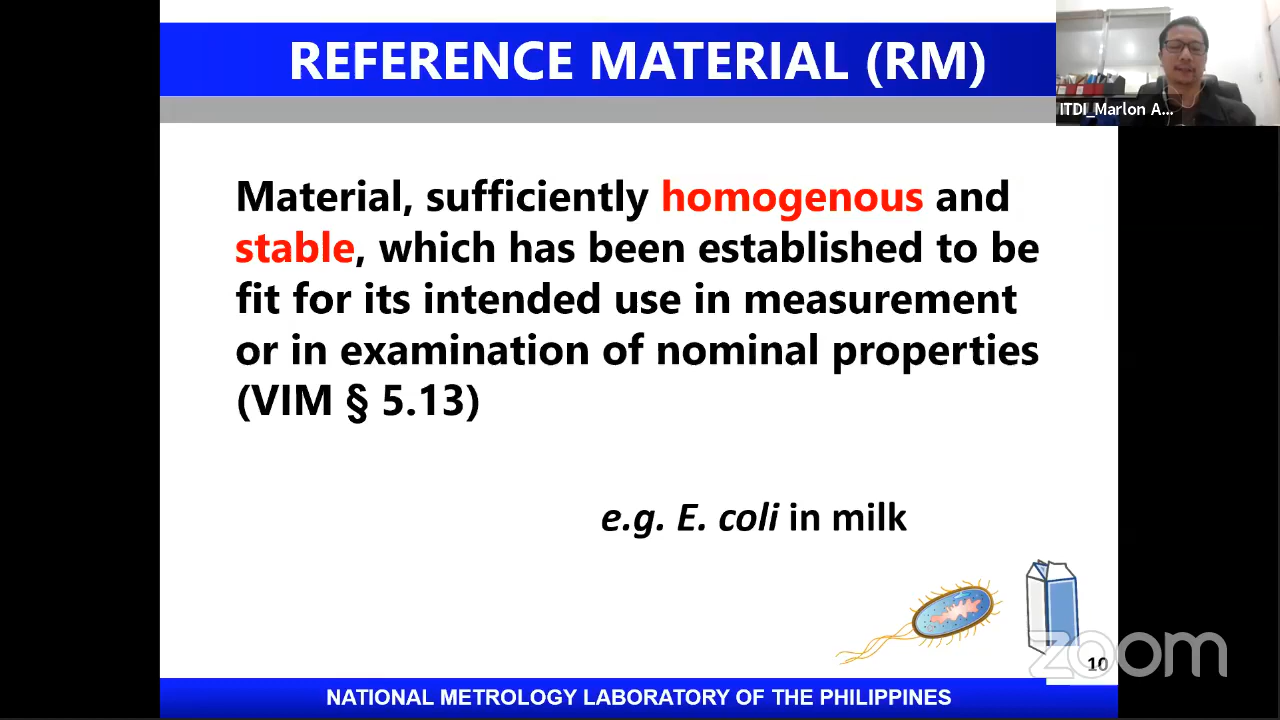 REFERENCE MATERIAL (RM)
ITDI_Marlon A...
Material, sufficiently homogenous and
stable, which has been established to be
fit for its intended use in measurement
or in examination of nominal properties
(VIM § 5.13)
e.g. E. coli in milk
zoom
10
NATIONAL METROLOGY LABORATORY OF THE PHILIPPINES